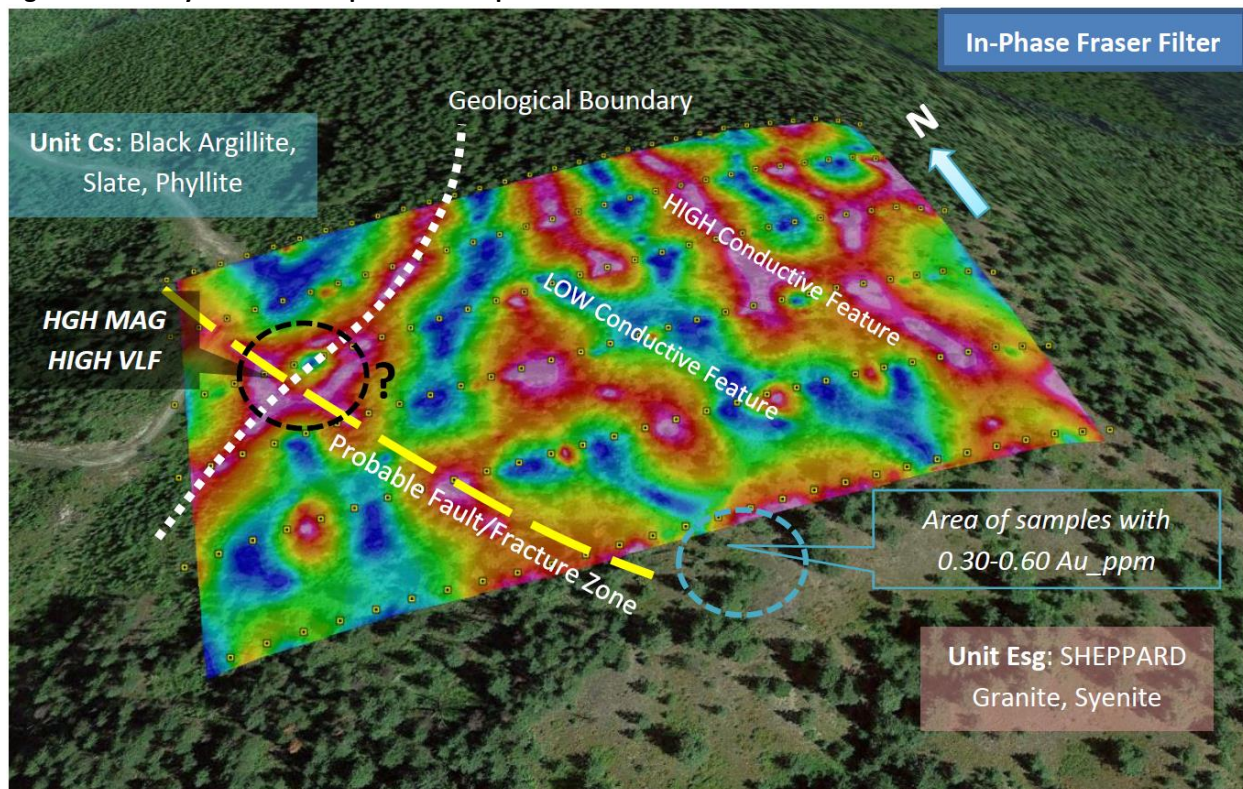 In-Phase Fraser Filter
Geological Boundary
N
Unit Cs: Black Argillite,
Slate, Phyllite
HIGH Conductive Feature
LOW Conductive Feature
HGH MAG
HIGH VLF
?
Probable Fault/Fracture Zone
Area of samples with
0.30-0.60 Au_ppm
Unit Esg: SHEPPARD
Granite, Syenite